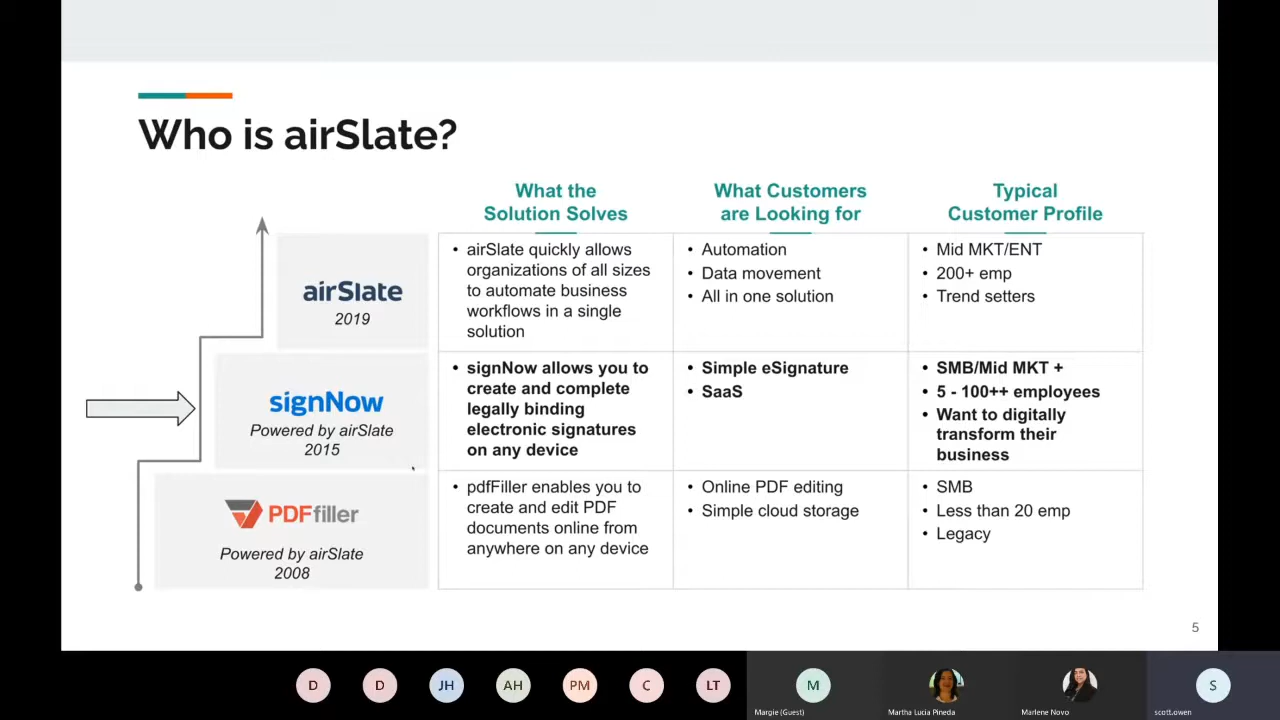 Who is airSlate?
What the
Solution Solves
What Customers
are Looking for
Typical
Customer Profile
airSlate
2019
• airSlate quickly allows
organizations of all sizes
to automate business
workflows in a single
solution
• Automation
• Data movement
• All in one solution
• Mid MKT/ENT
• 200+ emp
• Trend setters
signNow
Powered by airSlate
2015
• signNow allows you to
create and complete
legally binding
electronic signatures
on any device
• Simple eSignature
• SaaS
• SMB/Mid MKT +
• 5 - 100++ employees
• Want to digitally
transform their
business
PDFfiller
Powered by airSlate
2008
• pdfFiller enables you to
create and edit PDF
documents online from
anywhere on any device
• Online PDF editing
• Simple cloud storage
• SMB
• Less than 20 emp
• Legacy
5
D
D
JH
AH
PM
C
LT
M
Margie (Guest)
Martha Lucia Pineda
Marlene Novo
S
scott.owen